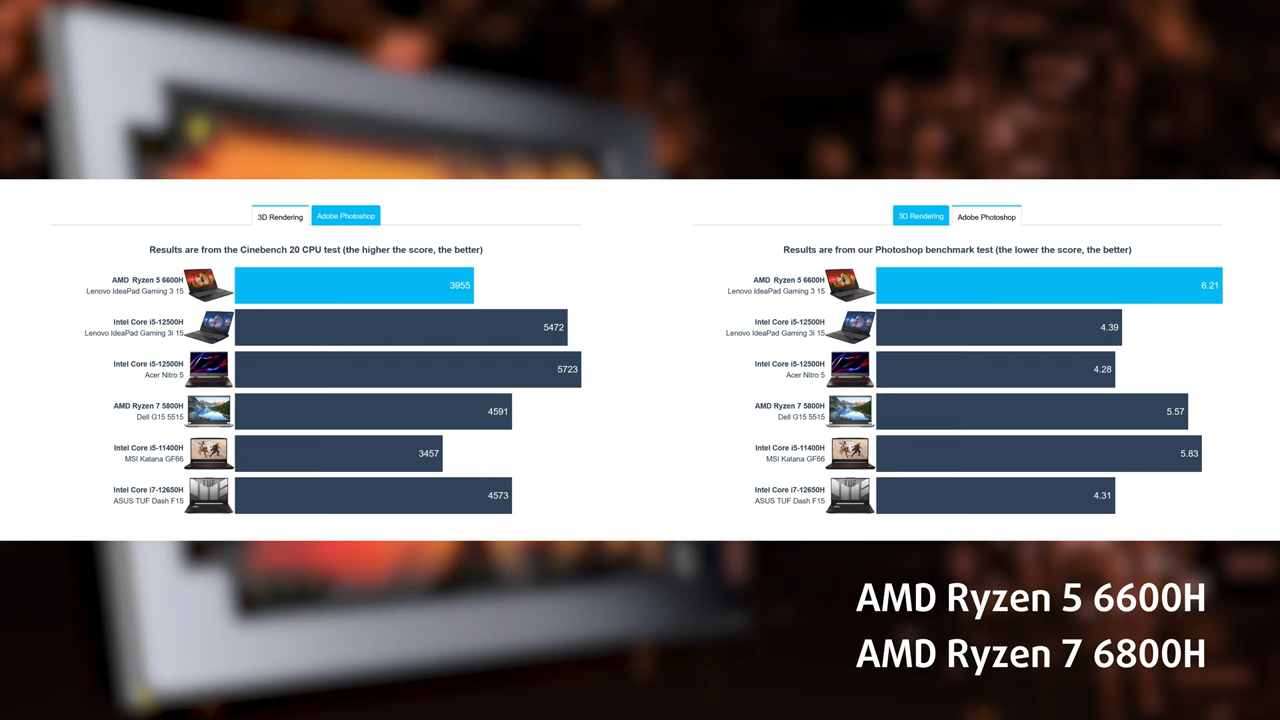 3D Rendering
Adobe Photoshop
Results are from the Cinebench 20 CPU test (the higher the score, the better)
AMD Ryzen 5 6600H
Lenovo IdeaPad Gaming 3 15
3955
Intel Core i5-12500H
Lenovo IdeaPad Gaming 3i 15
5472
Intel Core i5-12500H
Acer Nitro 5
5723
AMD Ryzen 7 5800H
Dell G15 5515
4591
Intel Core i5-11400H
MSI Katana GF66
3457
Intel Core i7-12650H
ASUS TUF Dash F15
4573
3D Rendering
Adobe Photoshop
Results are from our Photoshop benchmark test (the lower the score, the better)
AMD Ryzen 5 6600H
Lenovo IdeaPad Gaming 3 15
6.21
Intel Core i5-12500H
Lenovo IdeaPad Gaming 3i 15
4.39
Intel Core i5-12500H
Acer Nitro 5
4.28
AMD Ryzen 7 5800H
Dell G15 5515
5.57
Intel Core i5-11400H
MSI Katana GF66
5.83
Intel Core i7-12650H
ASUS TUF Dash F15
4.31
AMD Ryzen 5 6600H
AMD Ryzen 7 6800H